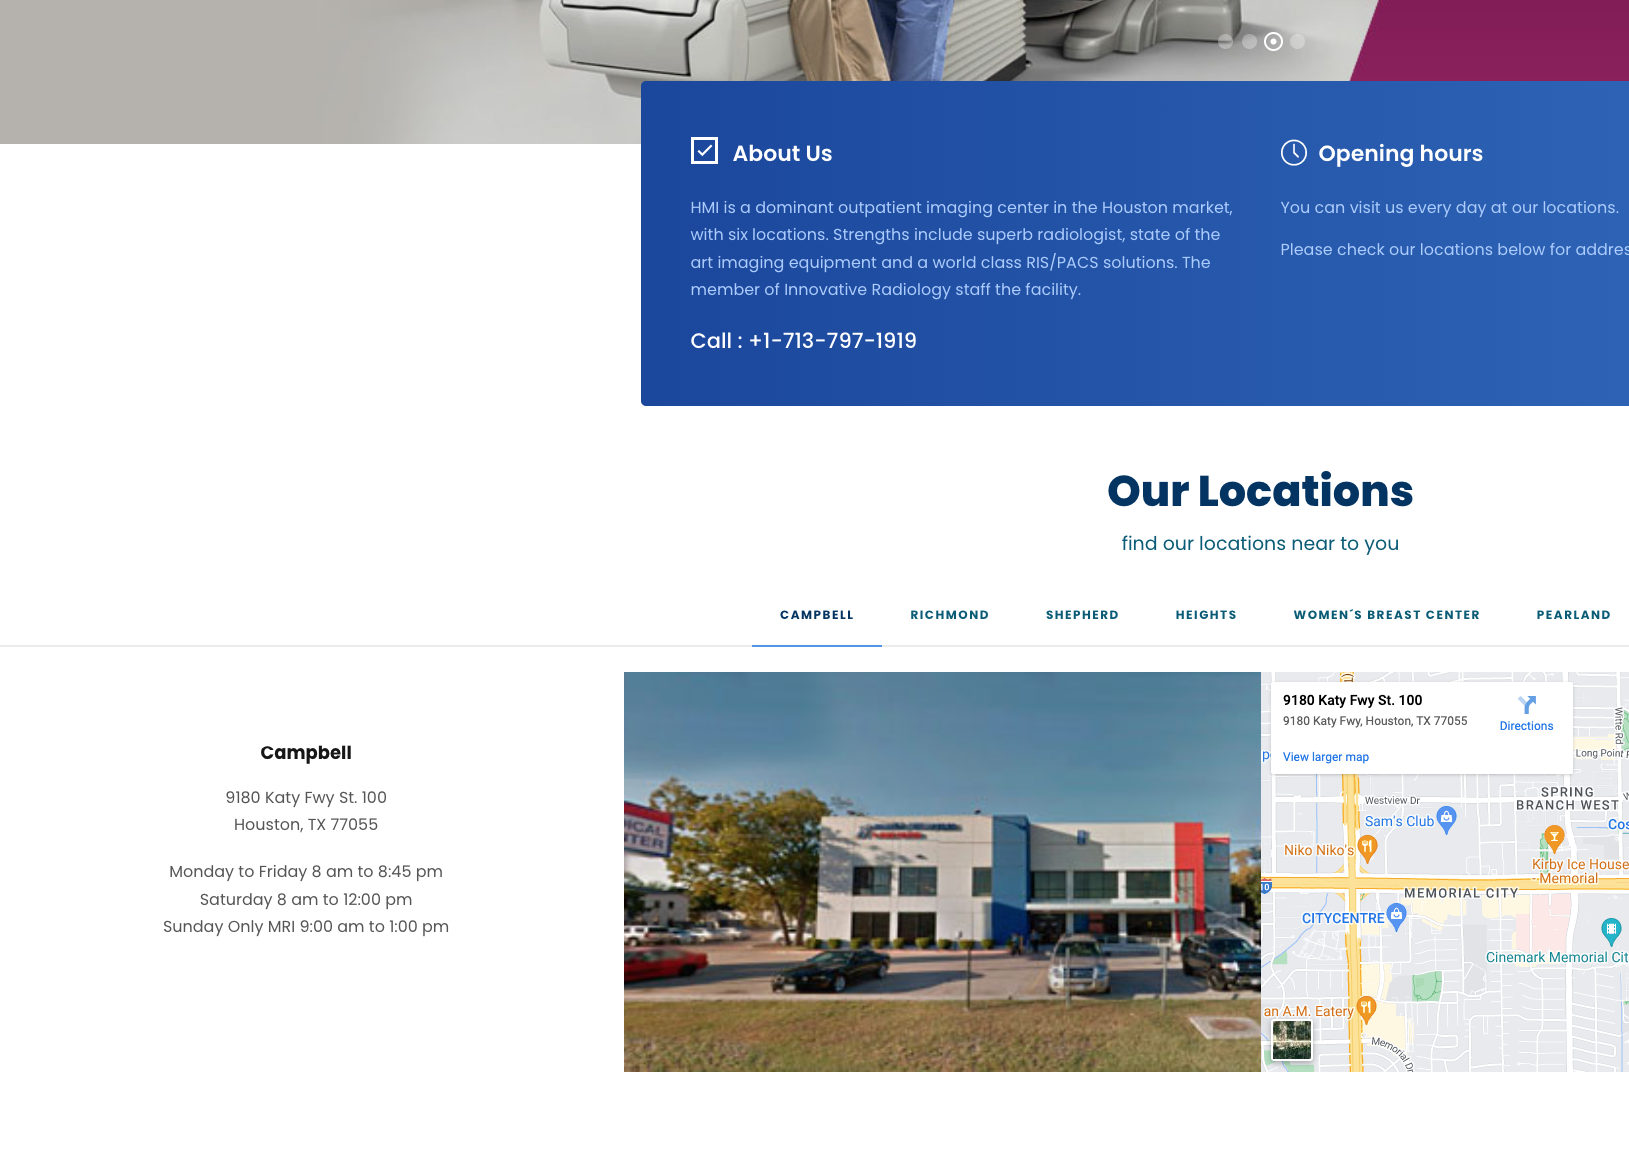 About Us
HMI is a dominant outpatient imaging center in the Houston market,
with six locations. Strengths include superb radiologist, state of the
art imaging equipment and a world class RIS/PACS solutions. The
member of Innovative Radiology staff the facility.
Call : +1-713-797-1919
Opening hours
You can visit us every day at our locations.
Please check our locations below for addres
Our Locations
find our locations near to you
CAMPBELL
RICHMOND
SHEPHERD
HEIGHTS
WOMEN´S BREAST CENTER
PEARLAND
Campbell
9180 Katy Fwy St. 100
Houston, TX 77055
Monday to Friday 8 am to 8:45 pm
Saturday 8 am to 12:00 pm
Sunday Only MRI 9:00 am to 1:00 pm
9180 Katy Fwy St. 100
9180 Katy Fwy, Houston, TX 77055
Directions
View larger map
Witte Rd
Long Point
SPRING
BRANCH WEST
Westview Dr
Sam's Club
Cos
Niko Niko's
Kirby Ice House
- Memorial
10
MEMORIAL CITY
CITYCENTRE
Cinemark Memorial Cit
an A.M. Eatery
Memorial Dr